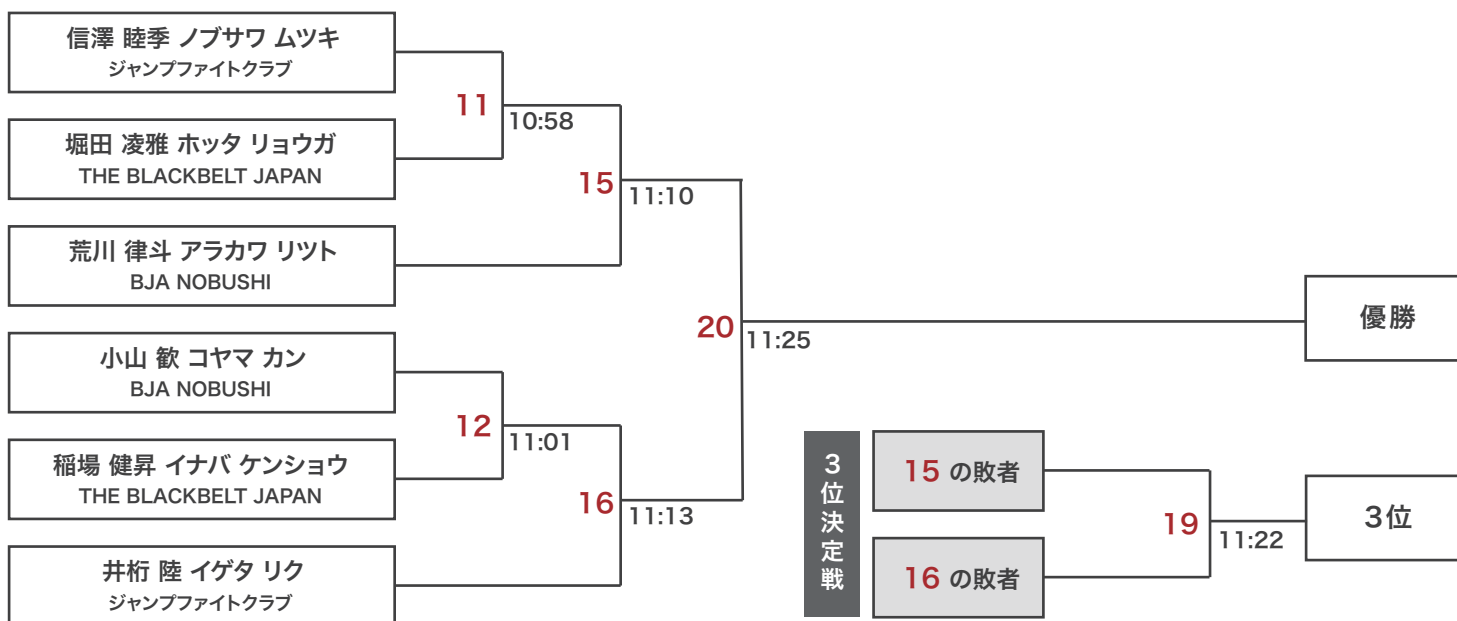 信澤 睦季 ノブサワ ムツキ
ジャンプファイトクラブ
11
10:58
堀田 凌雅 ホッタ リョウガ
THE BLACKBELT JAPAN
15
11:10
荒川 律斗 アラカワ リツト
BJA NOBUSHI
20
11:25
優勝
小山 歓 コヤマ カン
BJA NOBUSHI
12
11:01
稲場 健昇 イナバ ケンショウ
THE BLACKBELT JAPAN
16
11:13
井桁 陸 イゲタ リク
ジャンプファイトクラブ
3位決定戦
15 の敗者
16 の敗者
19
11:22
3位